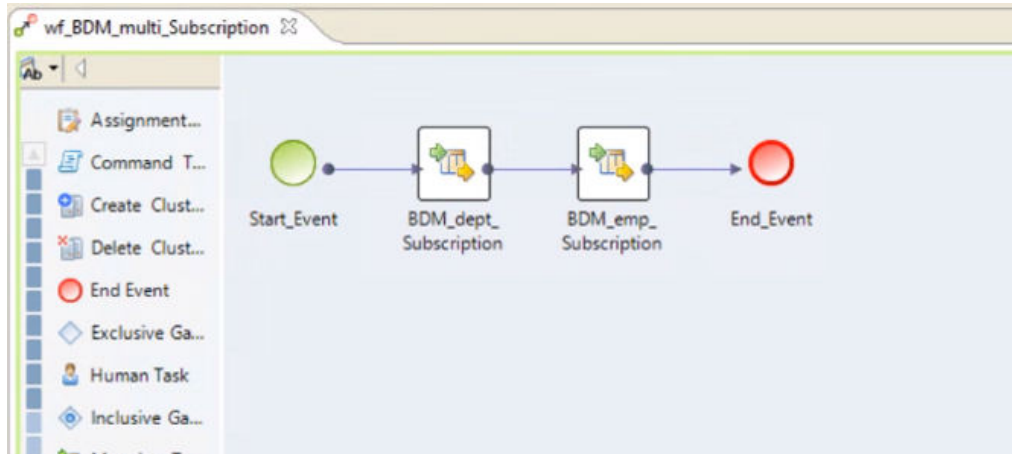 wf_BDM_multi_Subscription
Ab
Assignment...
Command T...
Create Clust...
Delete Clust...
End Event
Exclusive Ga...
Human Task
Inclusive Ga...
Start_Event
BDM_dept_
Subscription
BDM_emp_
Subscription
End_Event